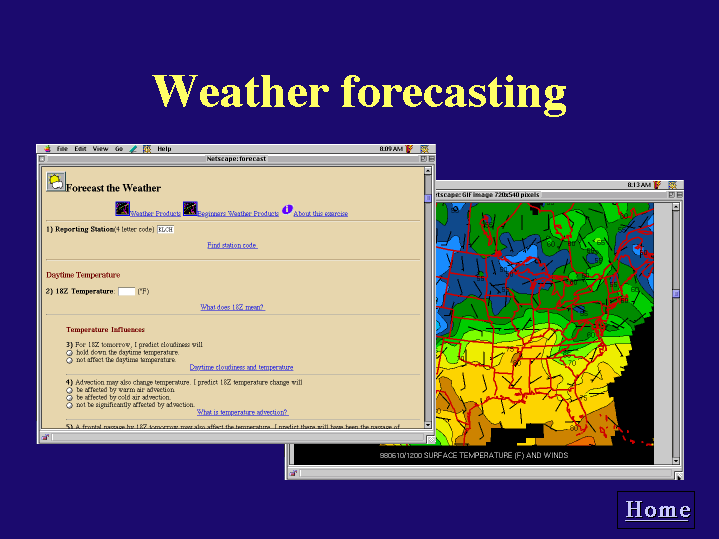 Weather forecasting
File Edit View Go Help 8:09 AM
Netscape: forecast
Forecast the Weather
Weather Products Beginners Weather Products About this exercise
1) Reporting Station(4 letter code) KLCH
Find station code.
Daytime Temperature
2) 18Z Temperature: (°F)
What does 18Z mean?
Temperature Influences
3) For 18Z tomorrow, I predict cloudiness will
hold down the daytime temperature.
not affect the daytime temperature.
Daytime cloudiness and temperature
4) Advection may also change temperature. I predict 18Z temperature change will
be affected by warm air advection.
be affected by cold air advection.
not be significantly affected by advection.
What is temperature advection?
5) A frontal passage by 18Z tomorrow may also affect the temperature. I predict there will have been the passage of
8:13 AM
tscape: GIF image 720x540 pixels
980610/1200 SURFACE TEMPERATURE (F) AND WINDS
Home